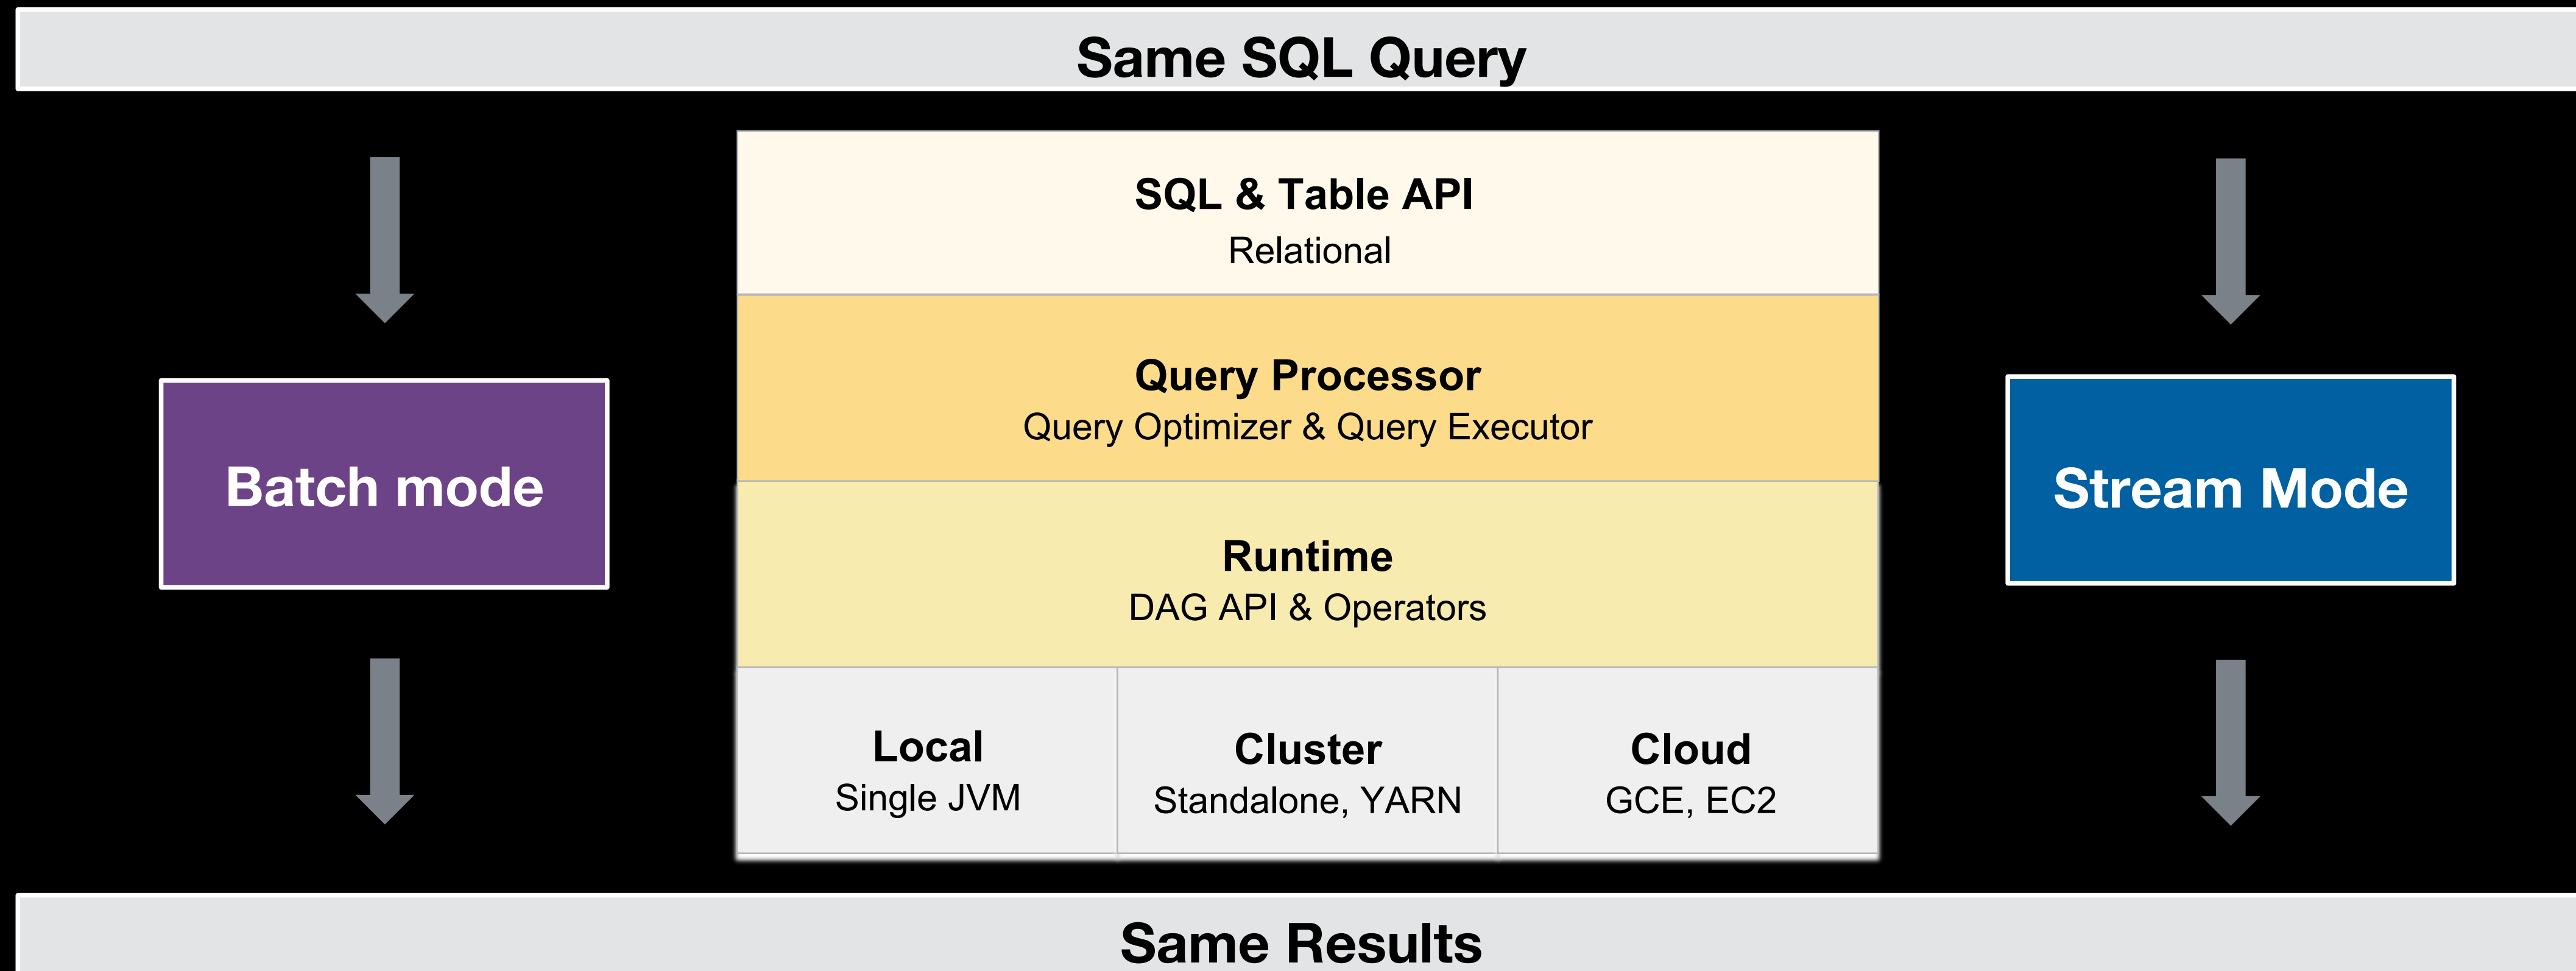 Same SQL Query
SQL & Table API
Relational
Query Processor
Query Optimizer & Query Executor
Batch mode
Stream Mode
Runtime
DAG API & Operators
Local
Single JVM
Cluster
Standalone, YARN
Cloud
GCE, EC2
Same Results